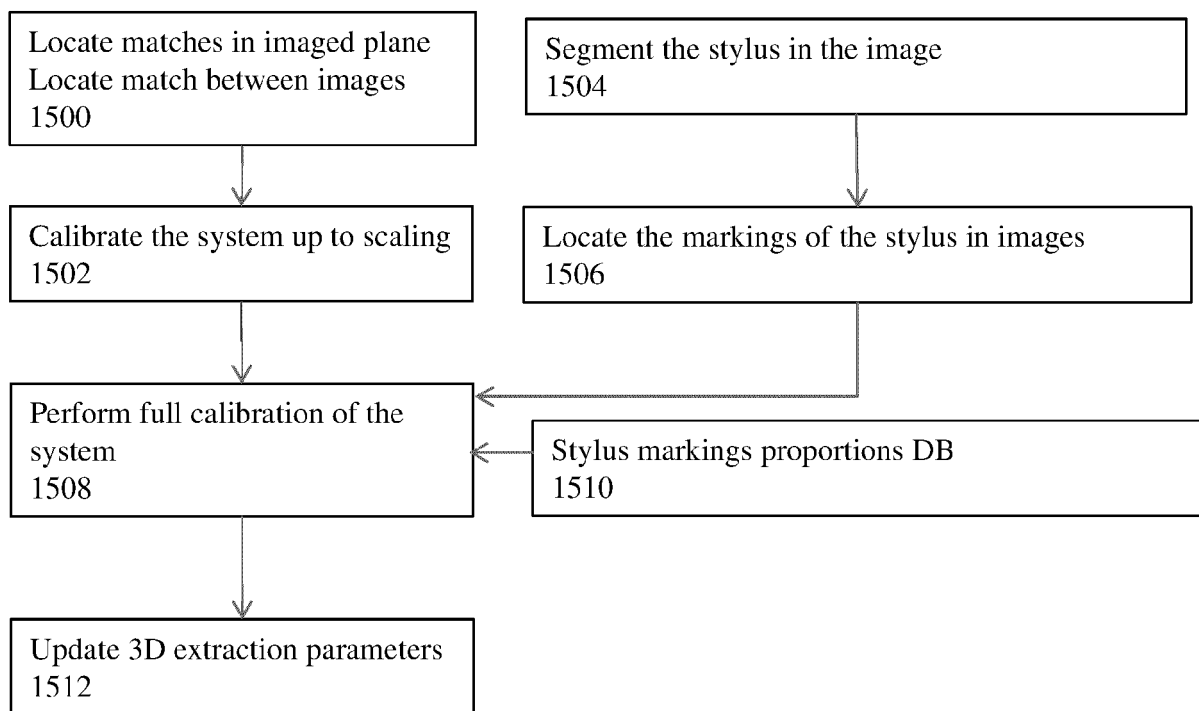 Locate matches in imaged plane
Locate match between images
1500
Segment the stylus in the image
1504
Calibrate the system up to scaling
1502
Locate the markings of the stylus in images
1506
Perform full calibration of the
system
1508
Stylus markings proportions DB
1510
Update 3D extraction parameters
1512